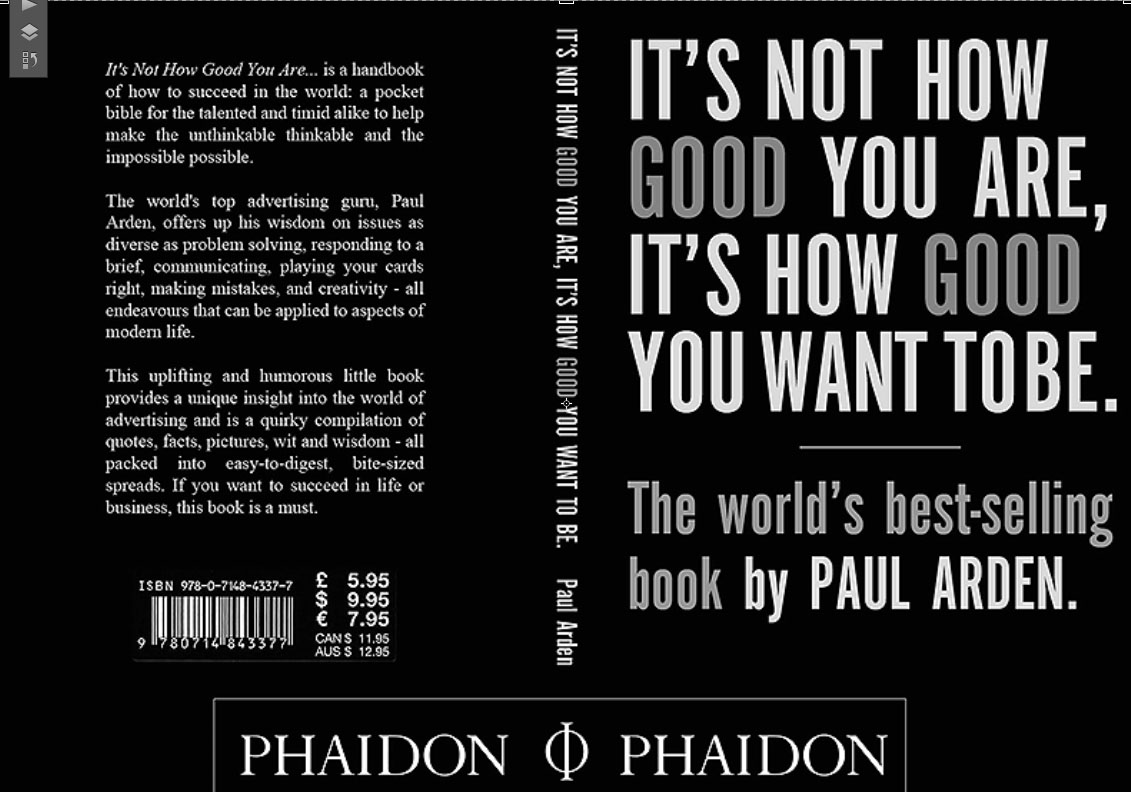 It's Not How Good You Are... is a handbook
of how to succeed in the world: a pocket
bible for the talented and timid alike to help
make the unthinkable thinkable and the
impossible possible.
The world's top advertising guru, Paul
Arden, offers up his wisdom on issues as
diverse as problem solving, responding to a
brief, communicating, playing your cards
right, making mistakes, and creativity - all
endeavours that can be applied to aspects of
modern life.
This uplifting and humorous little book
provides a unique insight into the world of
advertising and is a quirky compilation of
quotes, facts, pictures, wit and wisdom - all
packed into easy-to-digest, bite-sized
spreads. If you want to succeed in life or
business, this book is a must.
ISBN 978-0-7148-4337-7
9 780714 843377
£ 5.95
$ 9.95
€ 7.95
CAN $ 11.95
AUS $ 12.95
IT'S NOT HOW GOOD YOU ARE, IT'S HOW GOOD YOU WANT TO BE. Paul Arden
IT'S NOT HOW
GOOD YOU ARE,
IT'S HOW GOOD
YOU WANT TO BE.
The world's best-selling
book by PAUL ARDEN.
PHAIDON PHAIDON